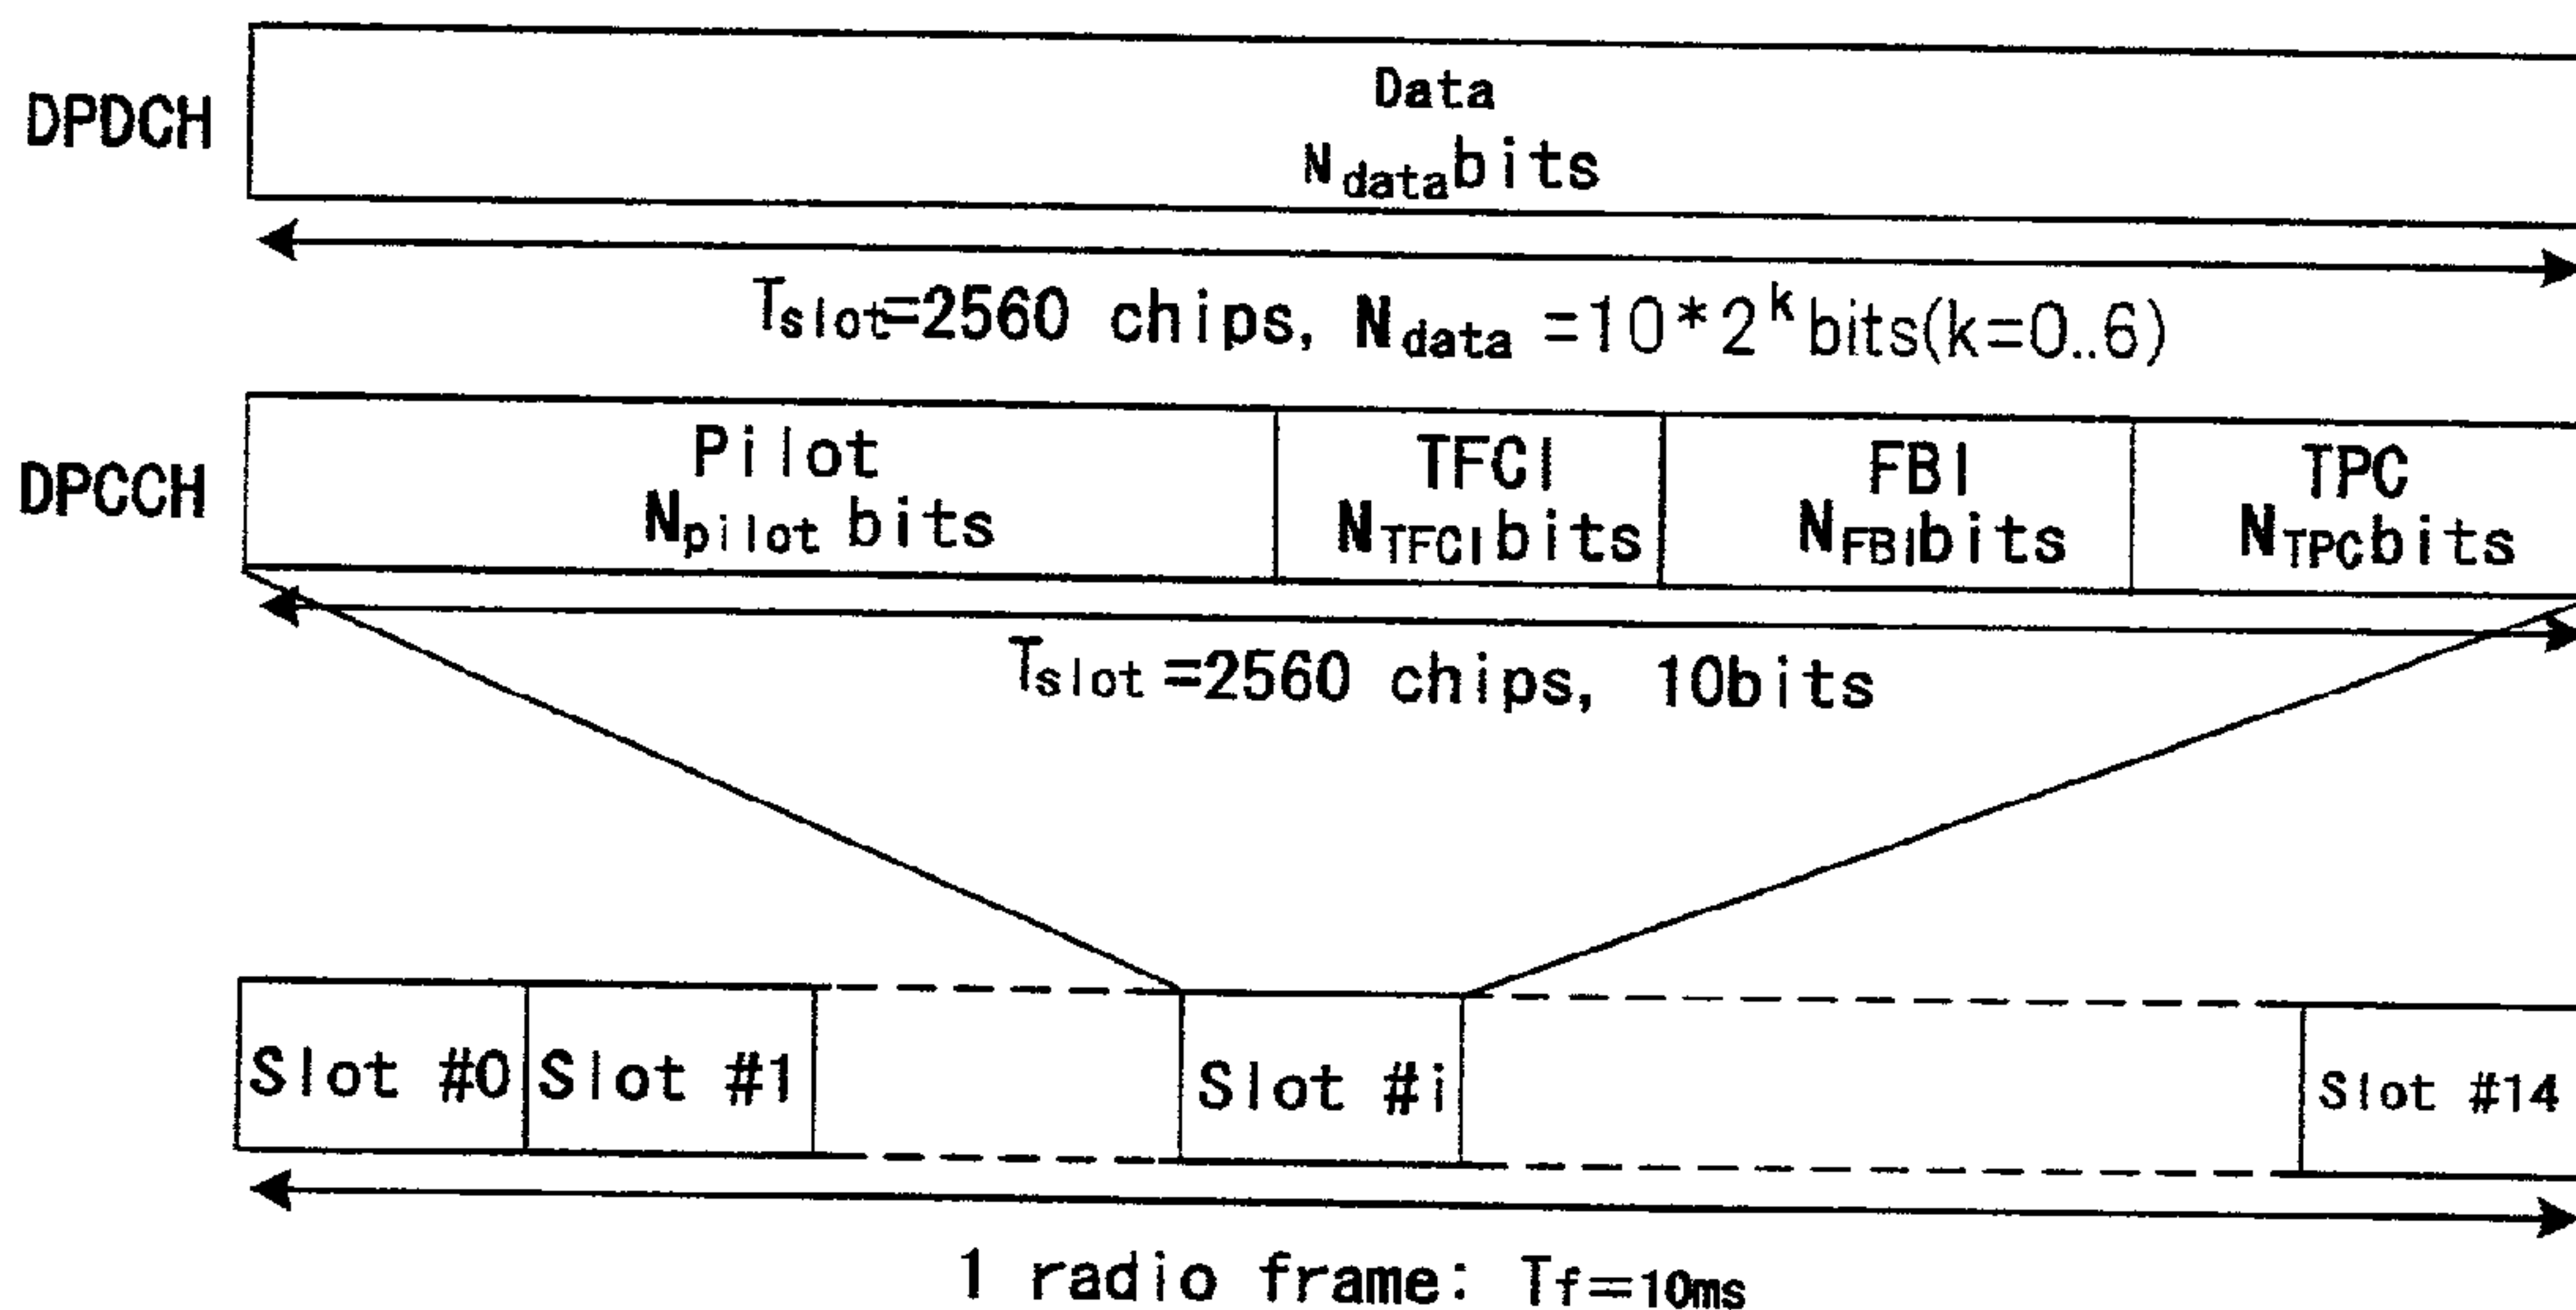 DPDCH
Data
N_data bits
T_slot=2560 chips, N_data =10*2^k bits(k=0..6)
DPCCH
Pilot
N_pilot bits
TFCI
N_TFCI bits
FBI
N_FBI bits
TPC
N_TPC bits
T_slot =2560 chips, 10bits
Slot #0
Slot #1
Slot #i
Slot #14
1 radio frame: Tf=10ms